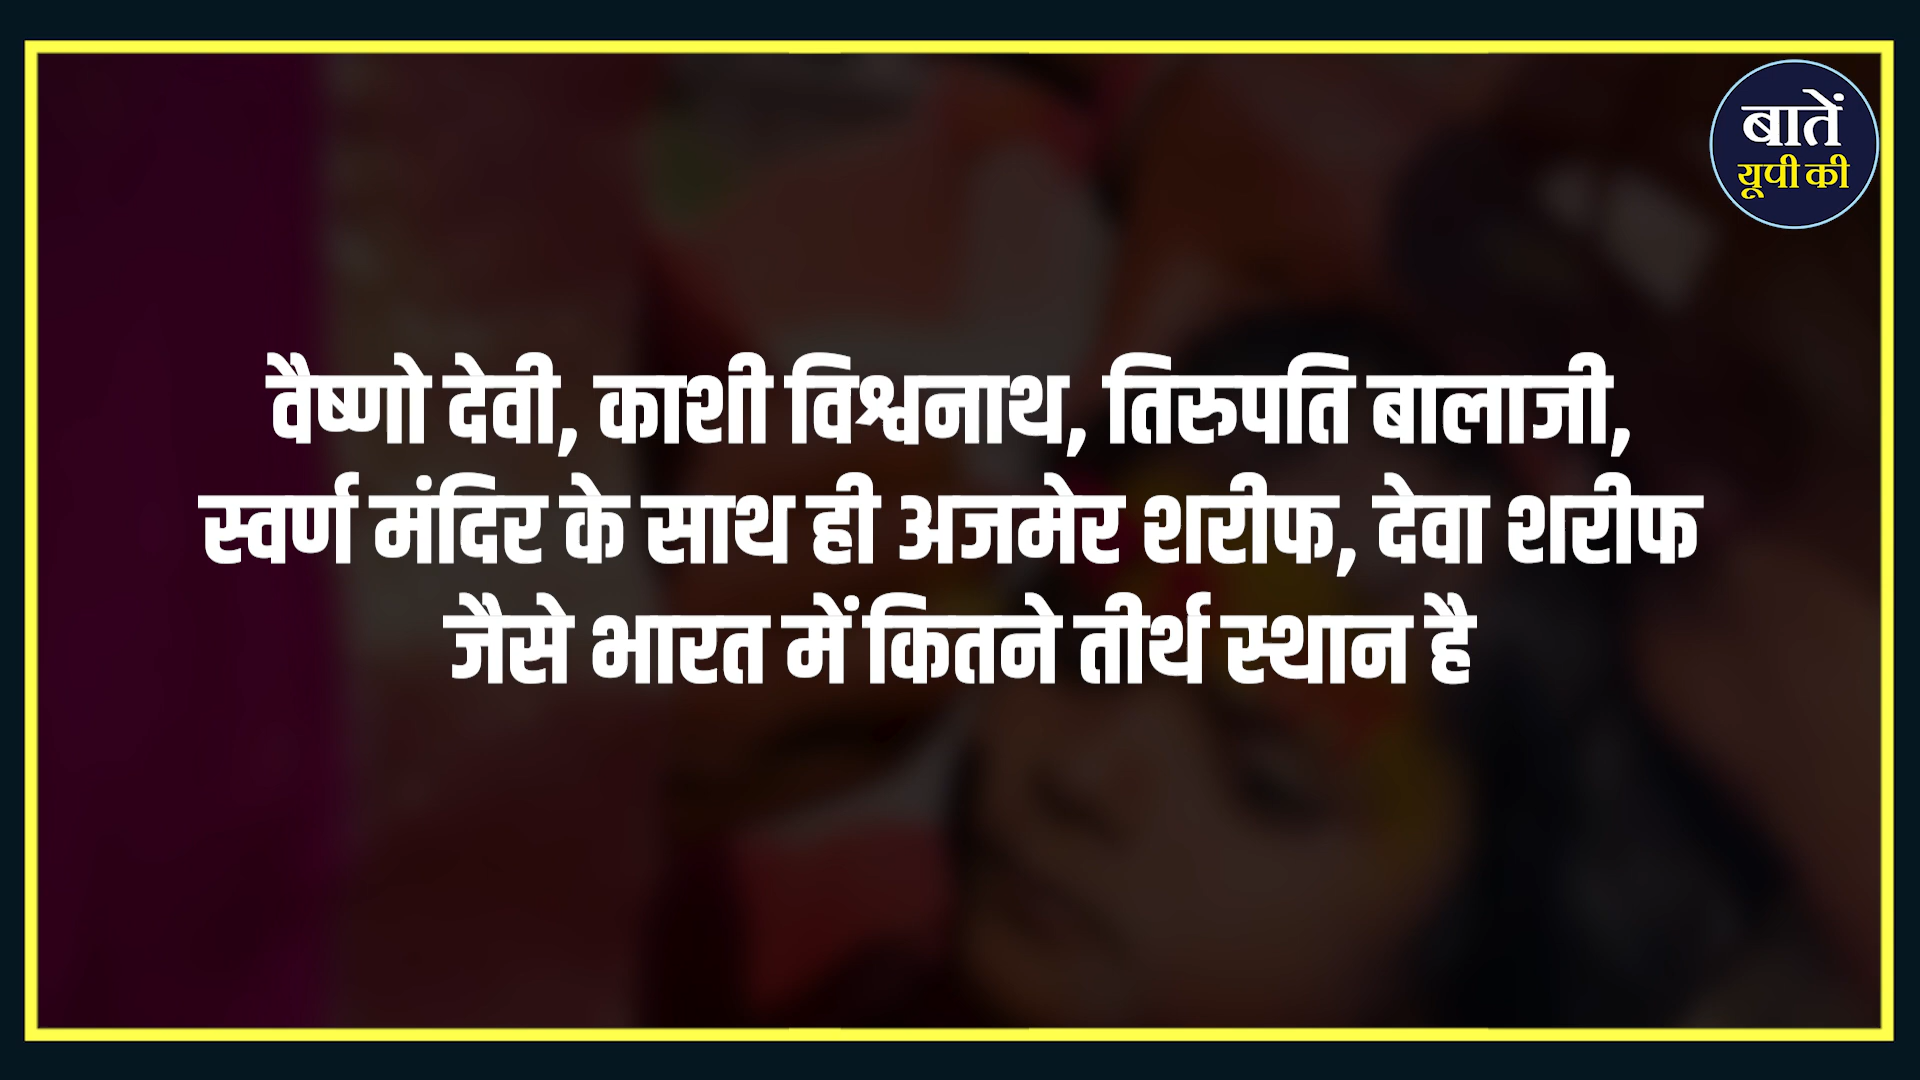 बातें
यूपी की
वैष्णो देवी, काशी विश्वनाथ, तिरुपति बालाजी,
स्वर्ण मंदिर के साथ ही अजमेर शरीफ, देवा शरीफ
जैसे भारत में कितने तीर्थ स्थान है